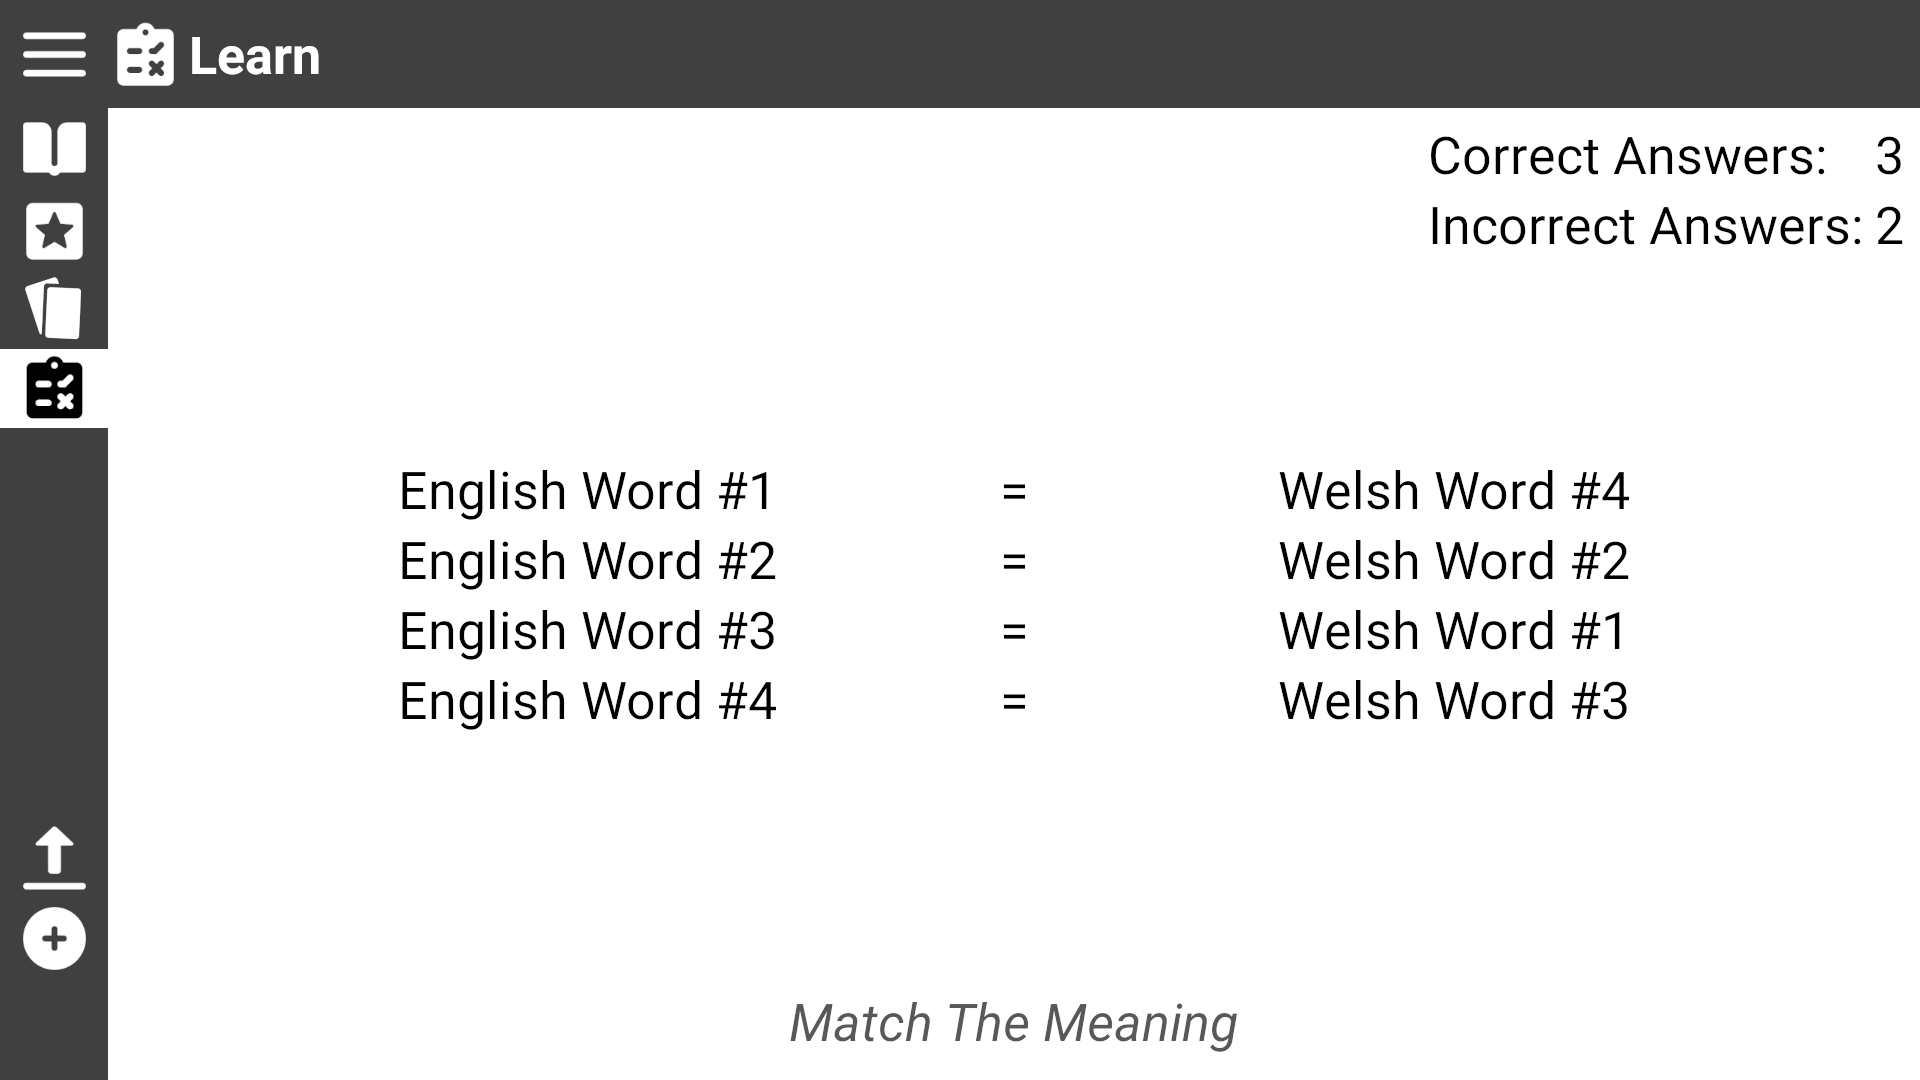 Learn
Correct Answers: 3
Incorrect Answers: 2
English Word #1 = Welsh Word #4
English Word #2 = Welsh Word #2
English Word #3 = Welsh Word #1
English Word #4 = Welsh Word #3
Match The Meaning